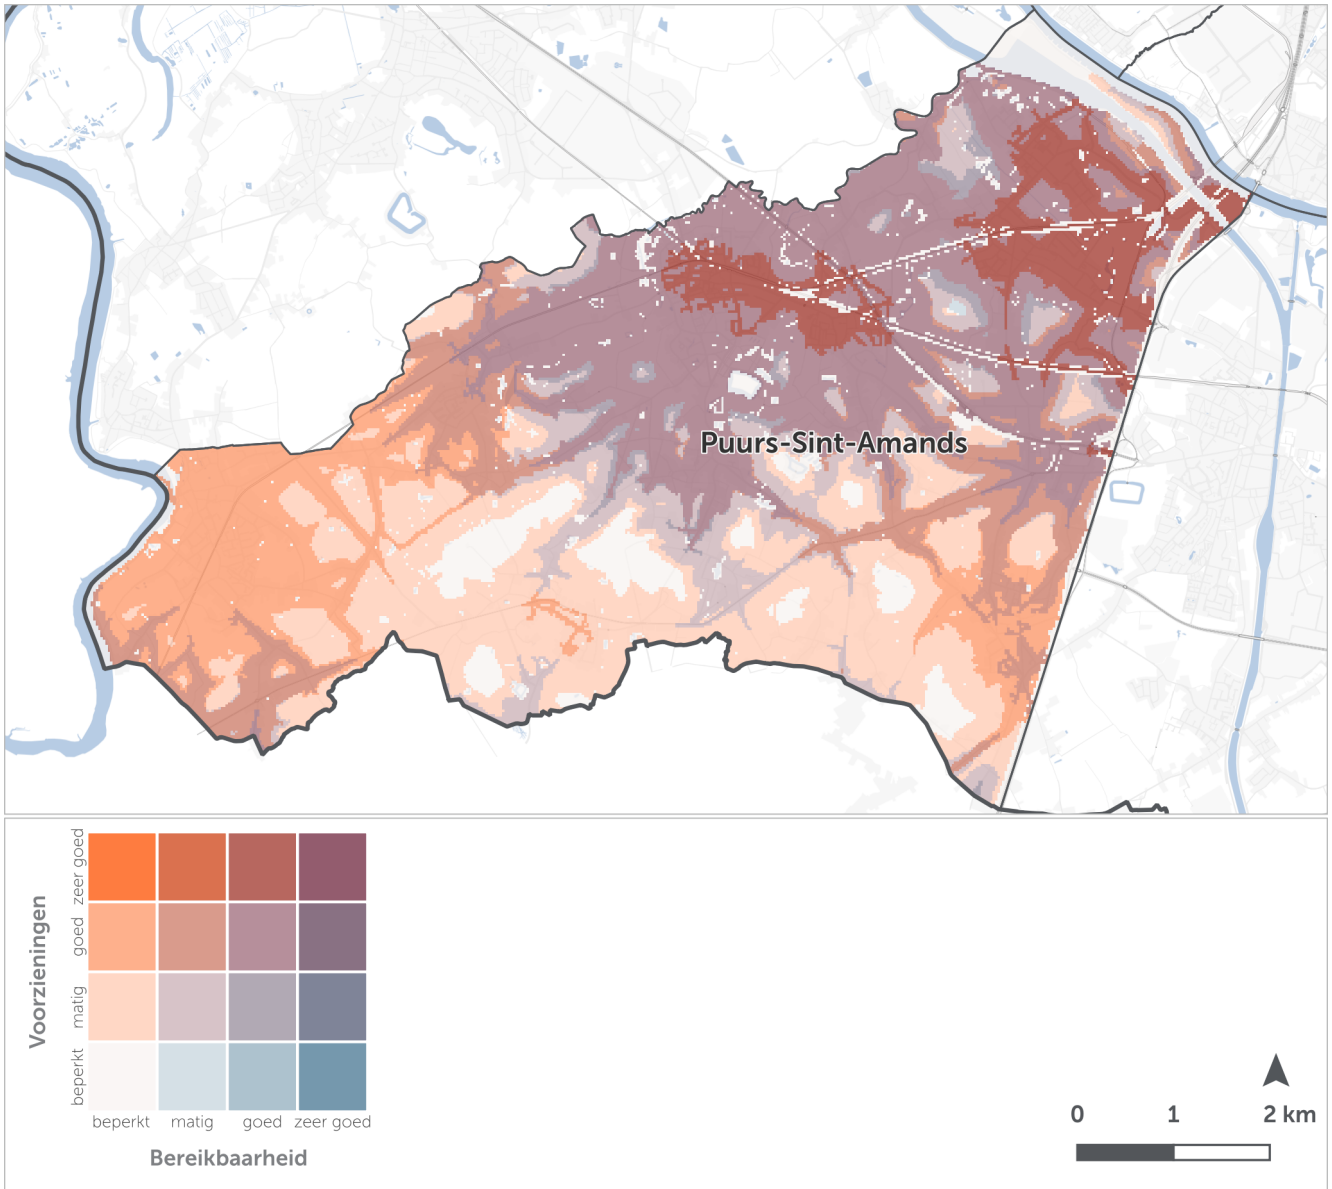 Puurs-Sint-Amands
Voorzieningen
zeer goed
goed
matig
beperkt
beperkt matig goed zeer goed
Bereikbaarheid
0 1 2 km